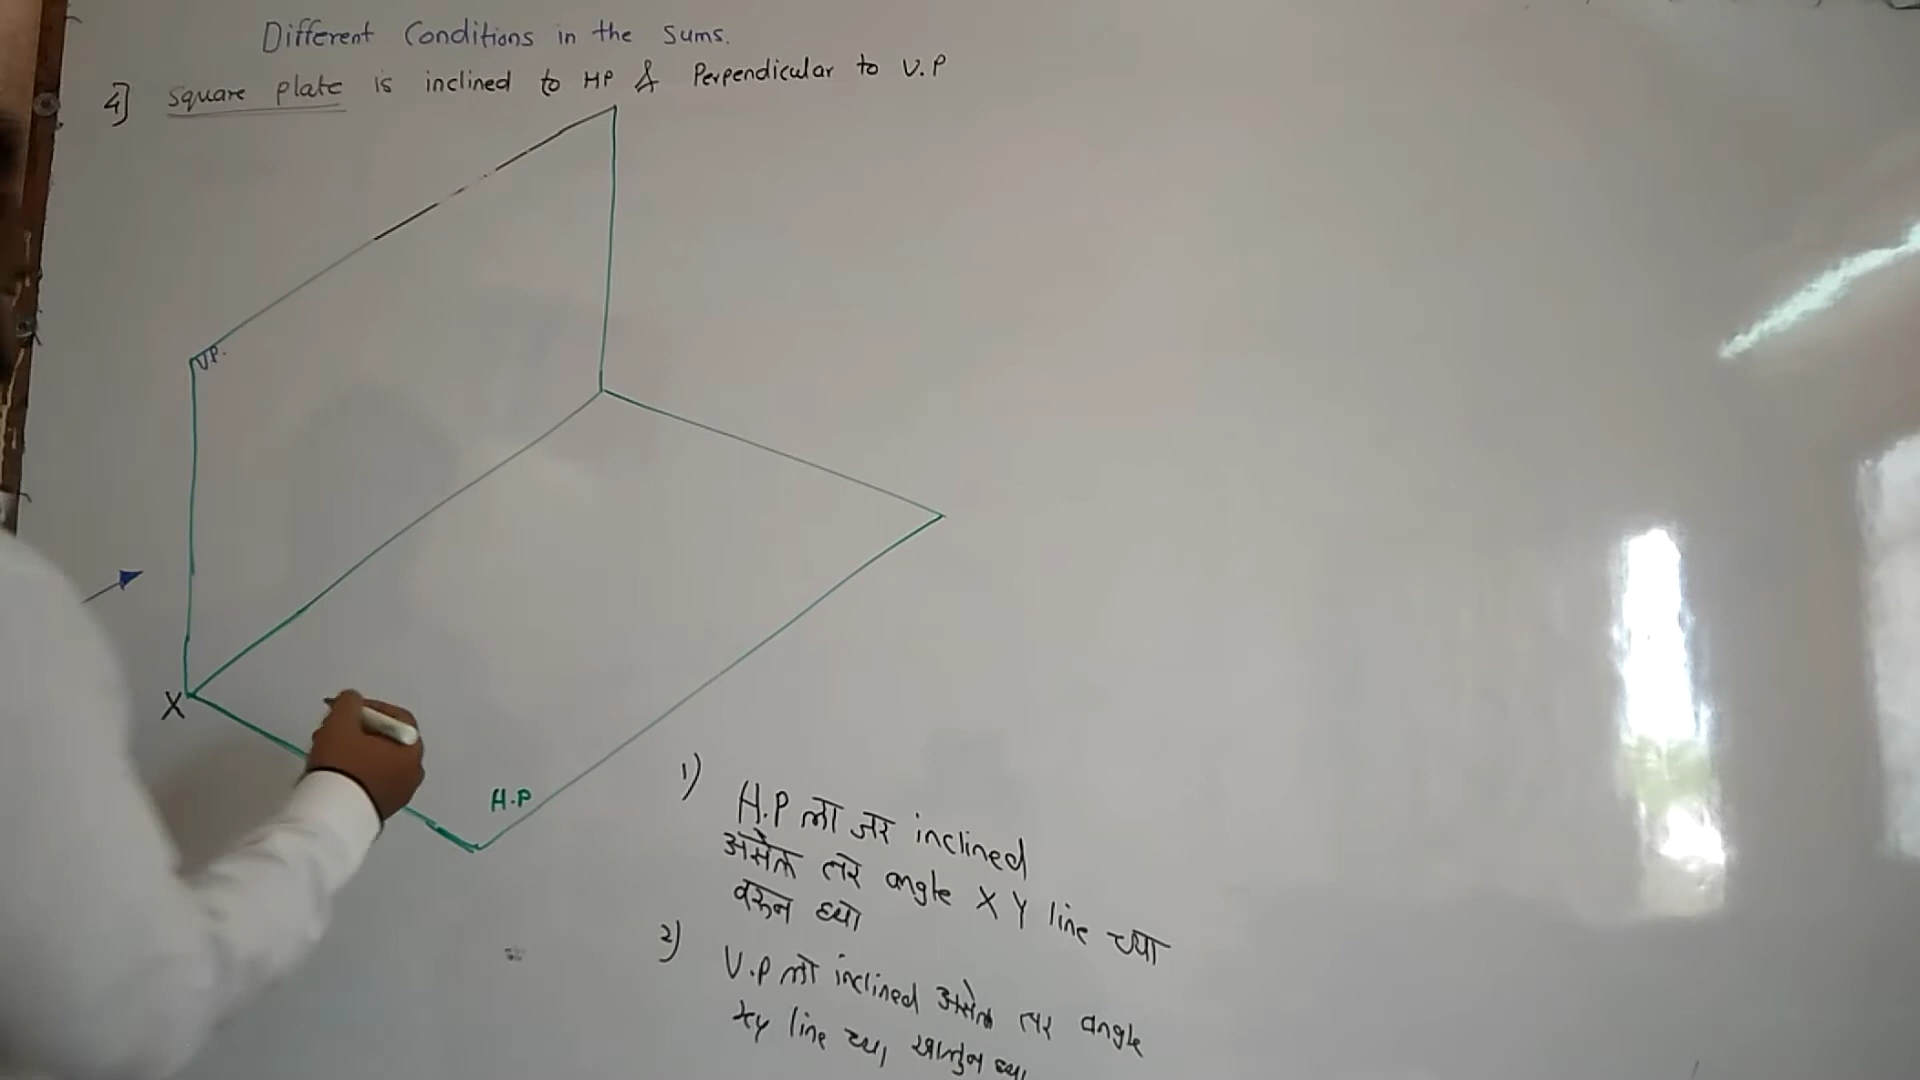 Different Conditions in the Sums.
4] Square plate is inclined to HP & Perpendicular to V.P
V.P.
X
H.P
1) H.P ला जर inclined
असेल तर angle X Y line च्या
वरून घ्या
2) V.P ला inclined असेल तर angle
xy line च्या खालुन घ्या